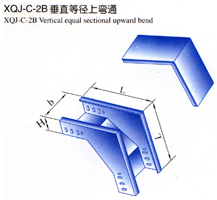 XQJ-C-2B 垂直等径上弯通
XQJ-C-2B Vertical equal sectional upward bend
b
L
H
L